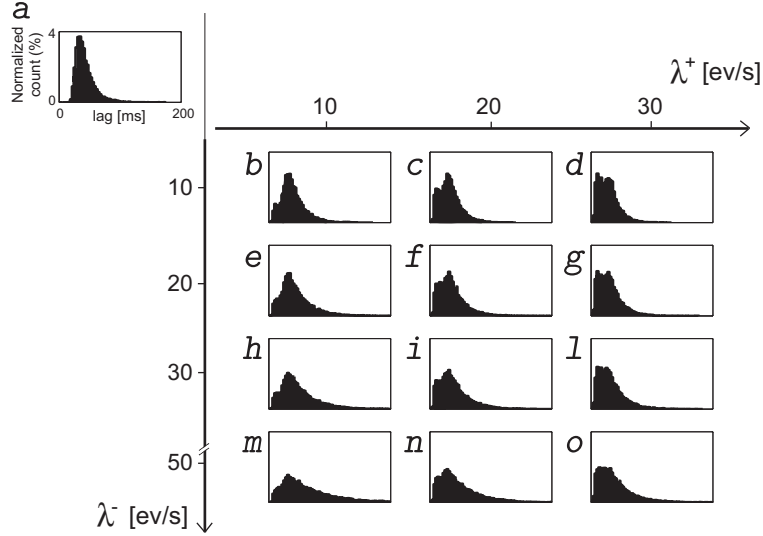 a
Normalized
count (%)
4
0
0
lag [ms]
200
λ⁺ [ev/s]
10
20
30
10
b
c
d
20
e
f
g
30
h
i
l
50
m
n
o
λ⁻ [ev/s]